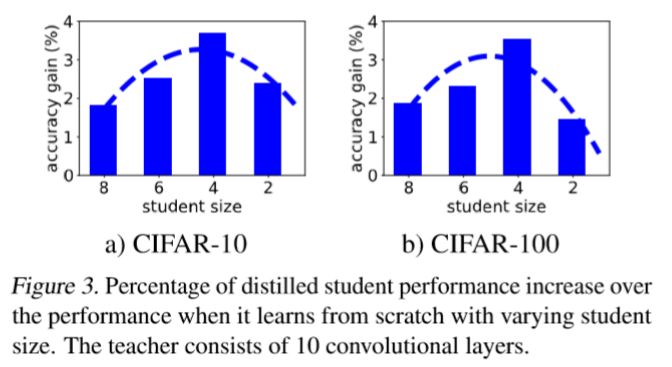 4
3
2
1
0
accuracy gain (%)
8 6 4 2
student size
a) CIFAR-10
4
3
2
1
0
accuracy gain (%)
8 6 4 2
student size
b) CIFAR-100
Figure 3. Percentage of distilled student performance increase over
the performance when it learns from scratch with varying student
size. The teacher consists of 10 convolutional layers.